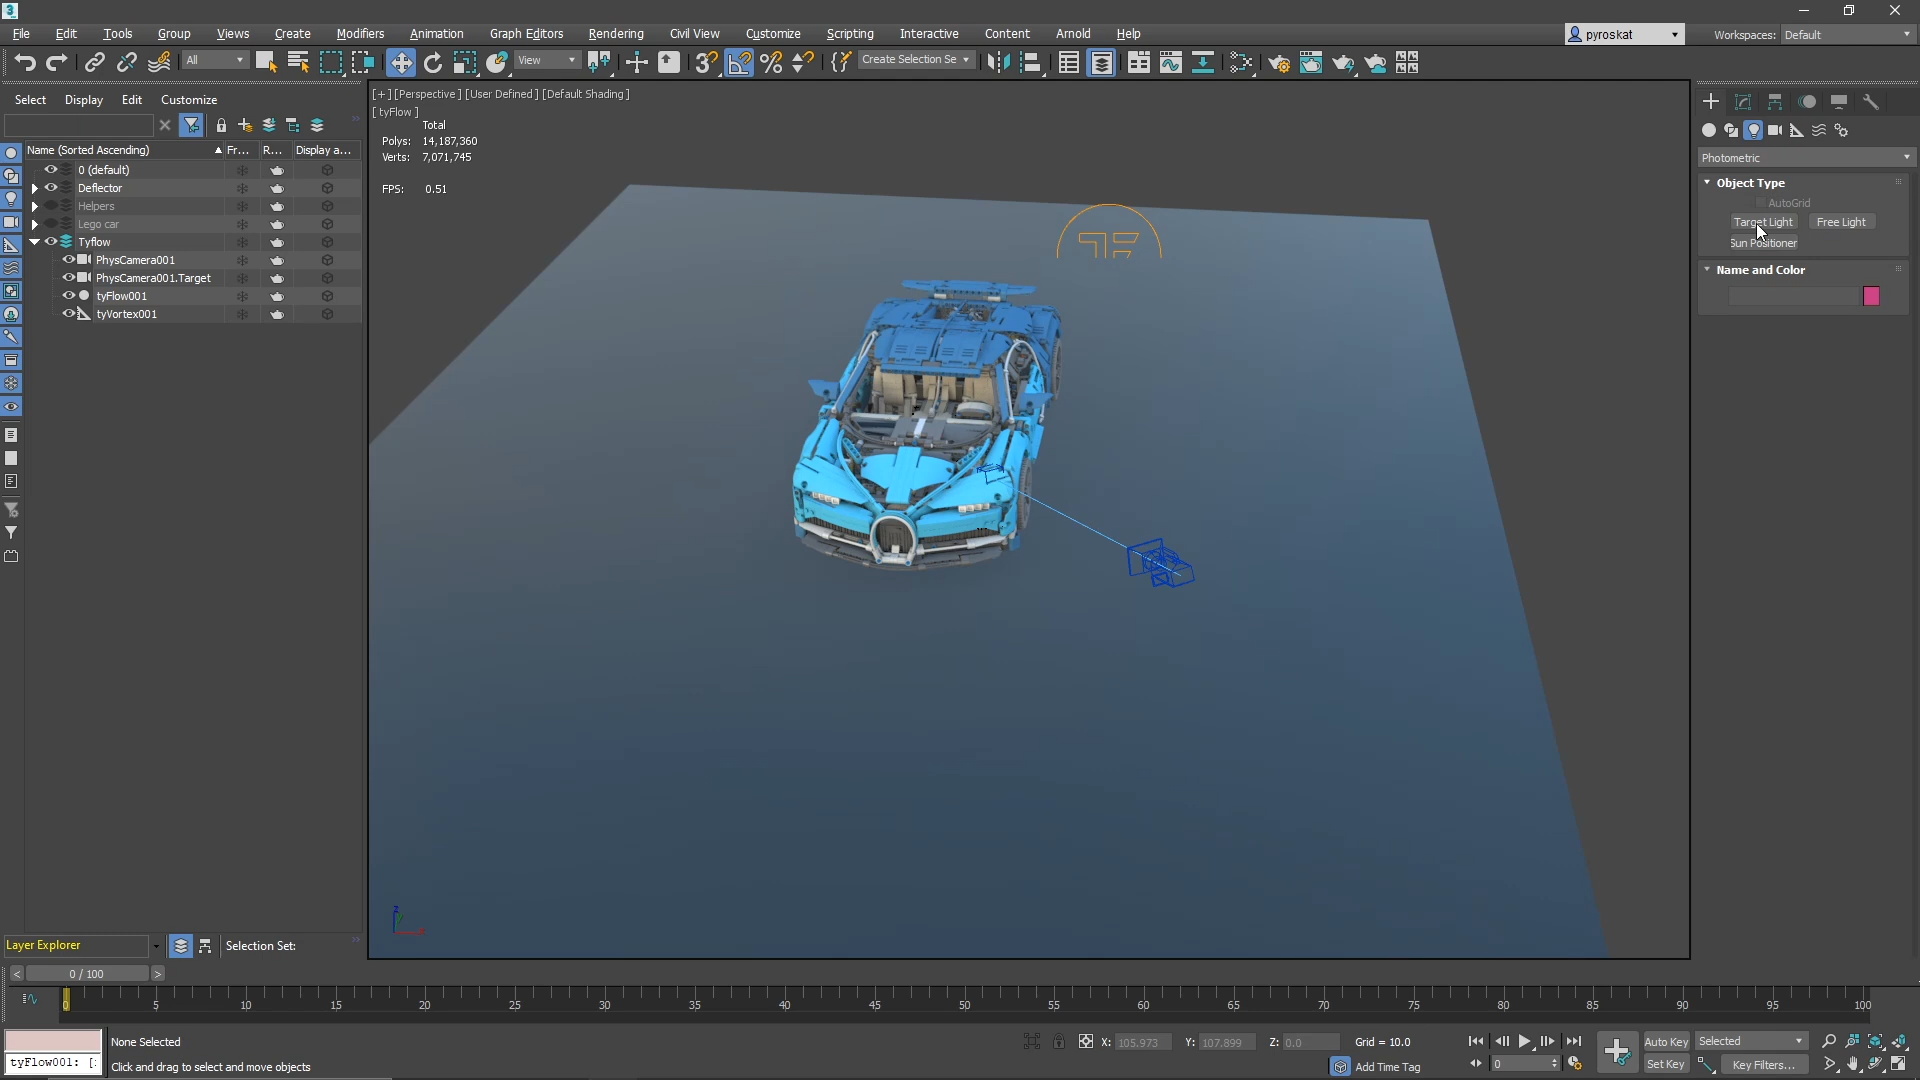 3
File Edit Tools Group Views Create Modifiers Animation Graph Editors Rendering Civil View Customize Scripting Interactive Content Arnold Help pyroskat Workspaces: Default
All View Create Selection Se
Select Display Edit Customize
[+] [Perspective] [User Defined] [Default Shading]
[ tyFlow ]
Total
Polys: 14,187,360
Verts: 7,071,745
FPS: 0.51
Name (Sorted Ascending) Fr... R... Display a...
0 (default)
Deflector
Helpers
Lego car
Tyflow
PhysCamera001
PhysCamera001.Target
tyFlow001
tyVortex001
Photometric
Object Type
AutoGrid
Target Light Free Light
Sun Positioner
Name and Color
z
Layer Explorer Selection Set:
< 0 / 100 >
0 5 10 15 20 25 30 35 40 45 50 55 60 65 70 75 80 85 90 95 100
None Selected X: 105.973 Y: 107.899 Z: 0.0 Grid = 10.0 Auto Key Selected
tyFlow001: [: Click and drag to select and move objects Add Time Tag 0 Set Key Key Filters...